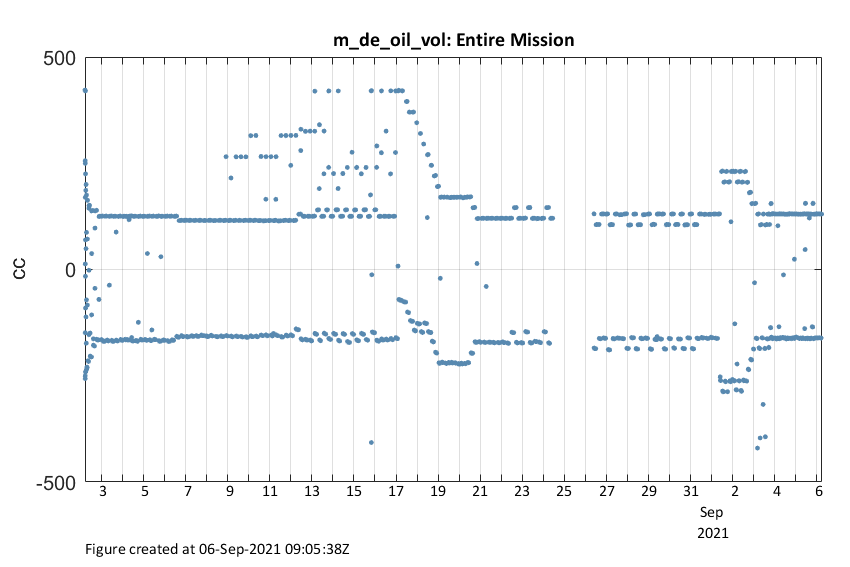 m_de_oil_vol: Entire Mission
500
0
-500
CC
3 5 7 9 11 13 15 17 19 21 23 25 27 29 31 2 4 6
Sep
2021
Figure created at 06-Sep-2021 09:05:38Z